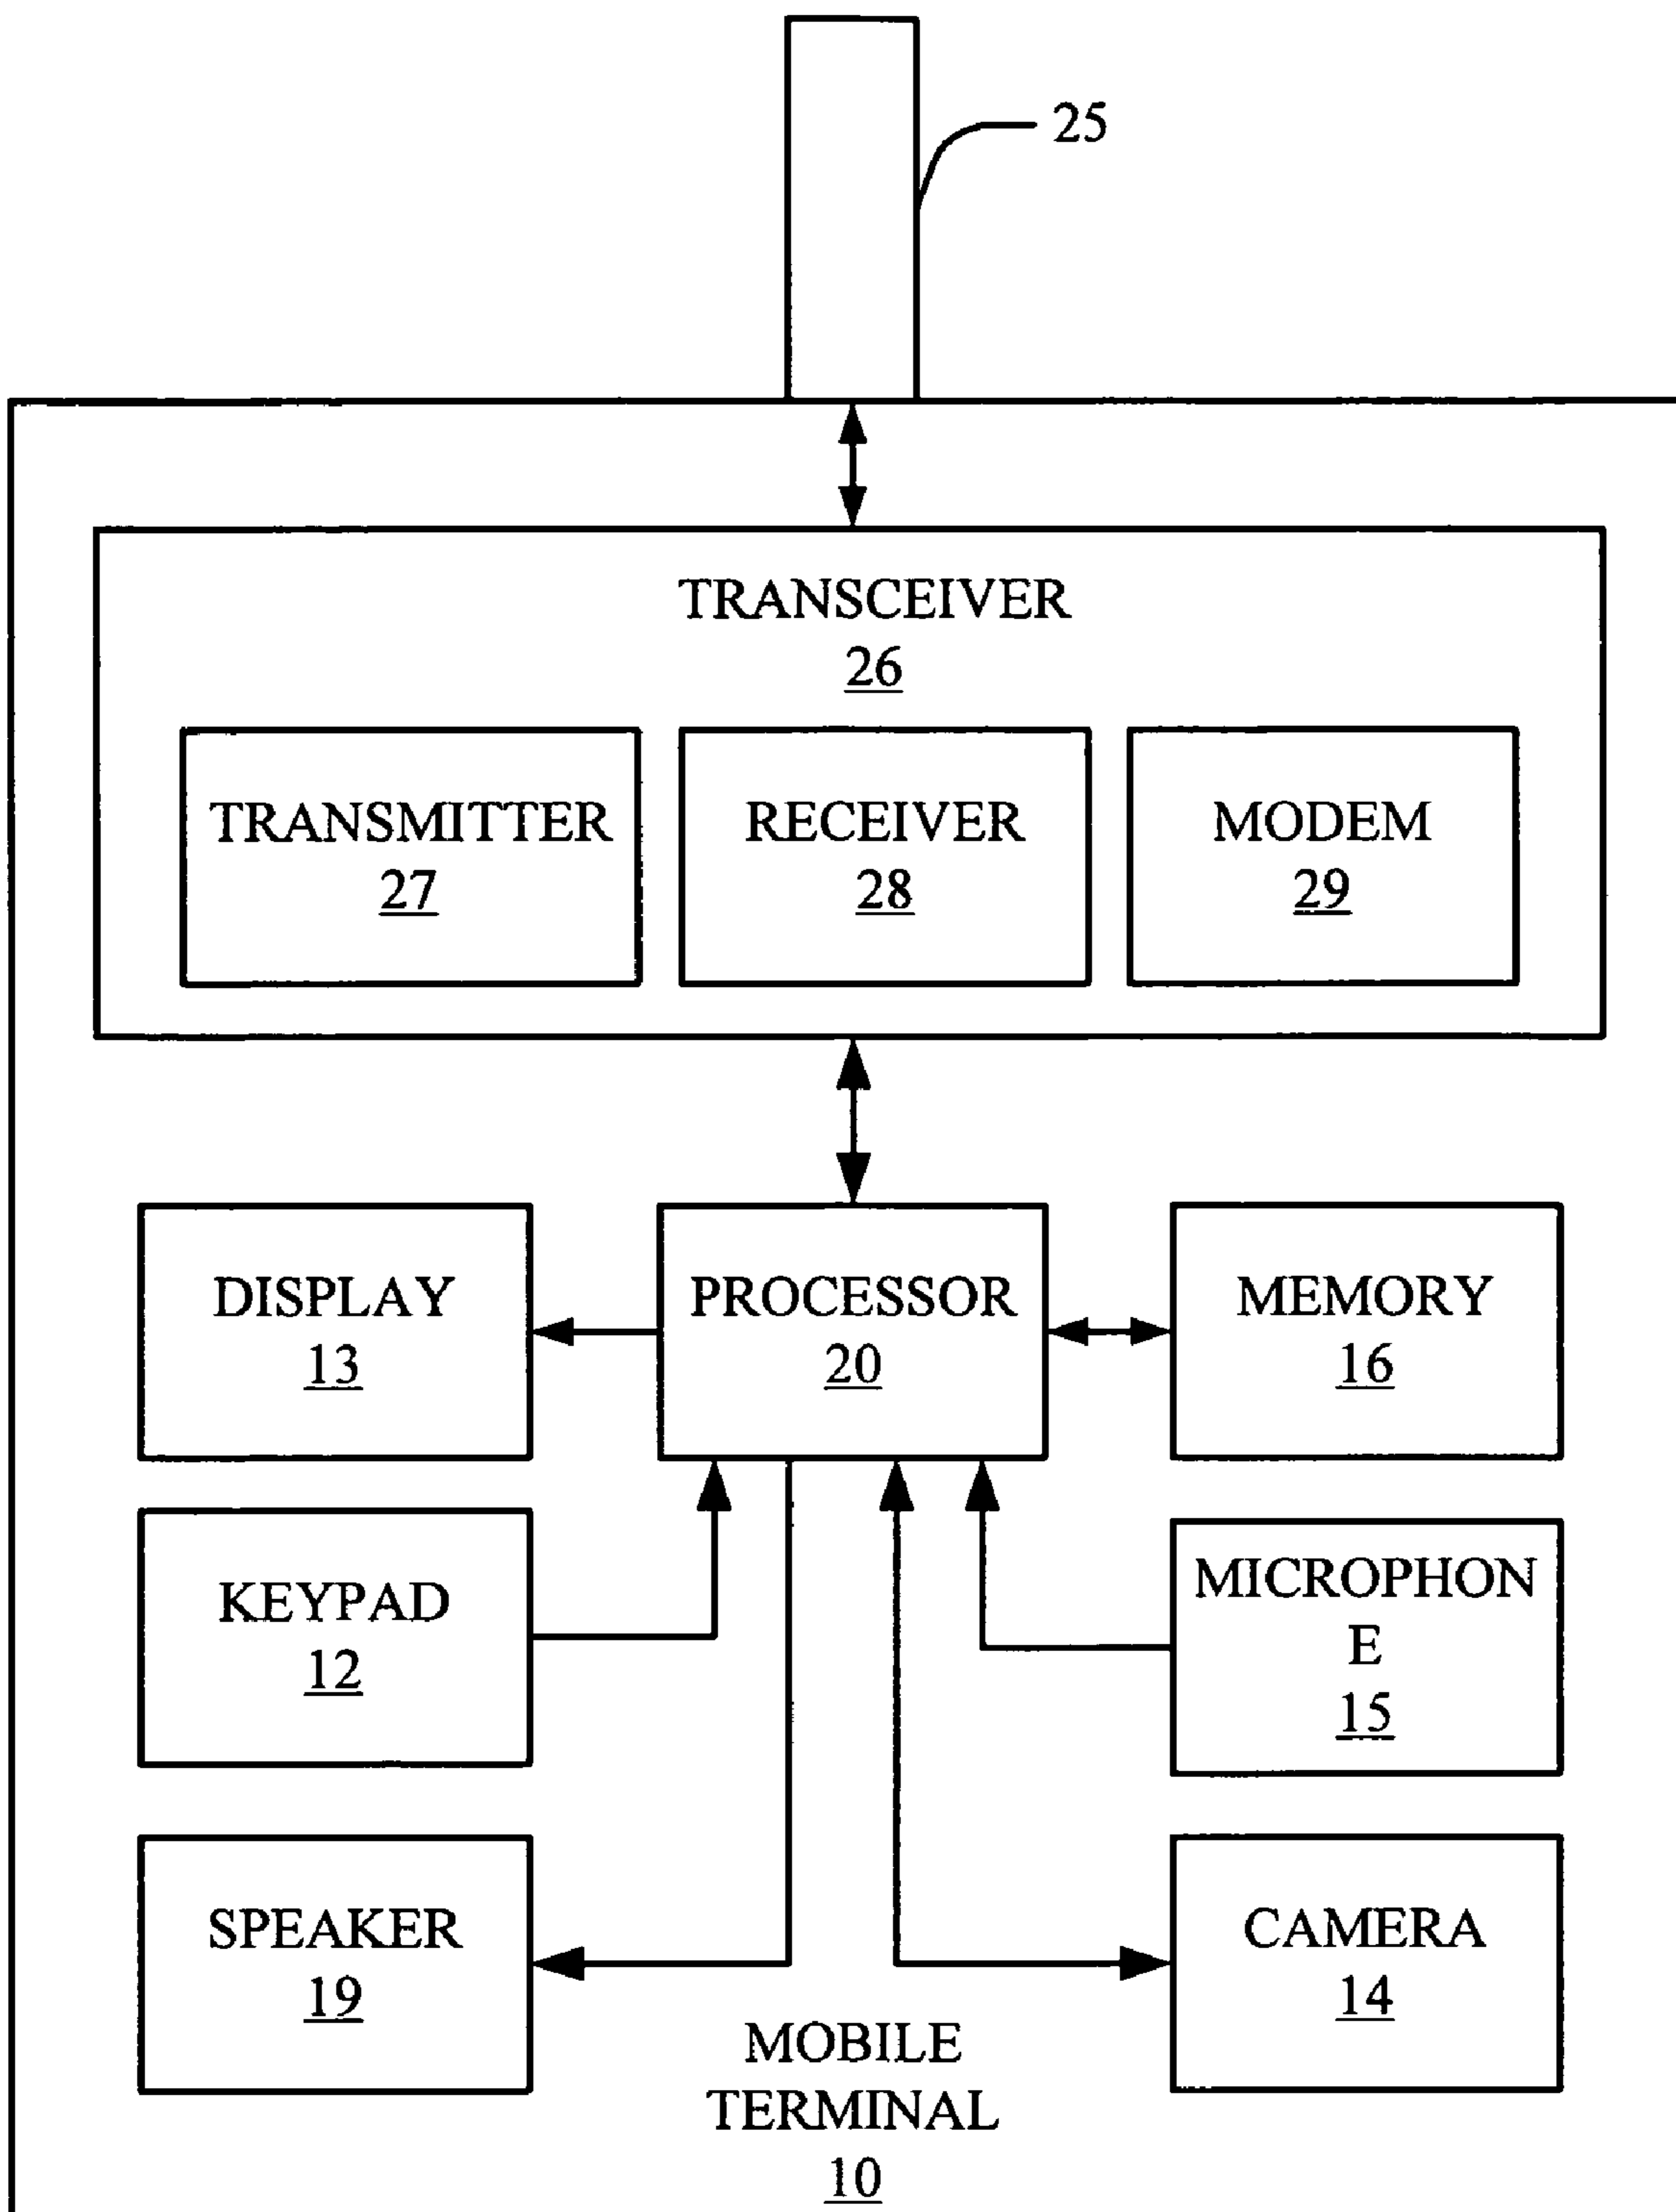 25
TRANSCEIVER
26
TRANSMITTER
27
RECEIVER
28
MODEM
29
DISPLAY
13
PROCESSOR
20
MEMORY
16
KEYPAD
12
MICROPHON
E
15
SPEAKER
19
CAMERA
14
MOBILE
TERMINAL
10